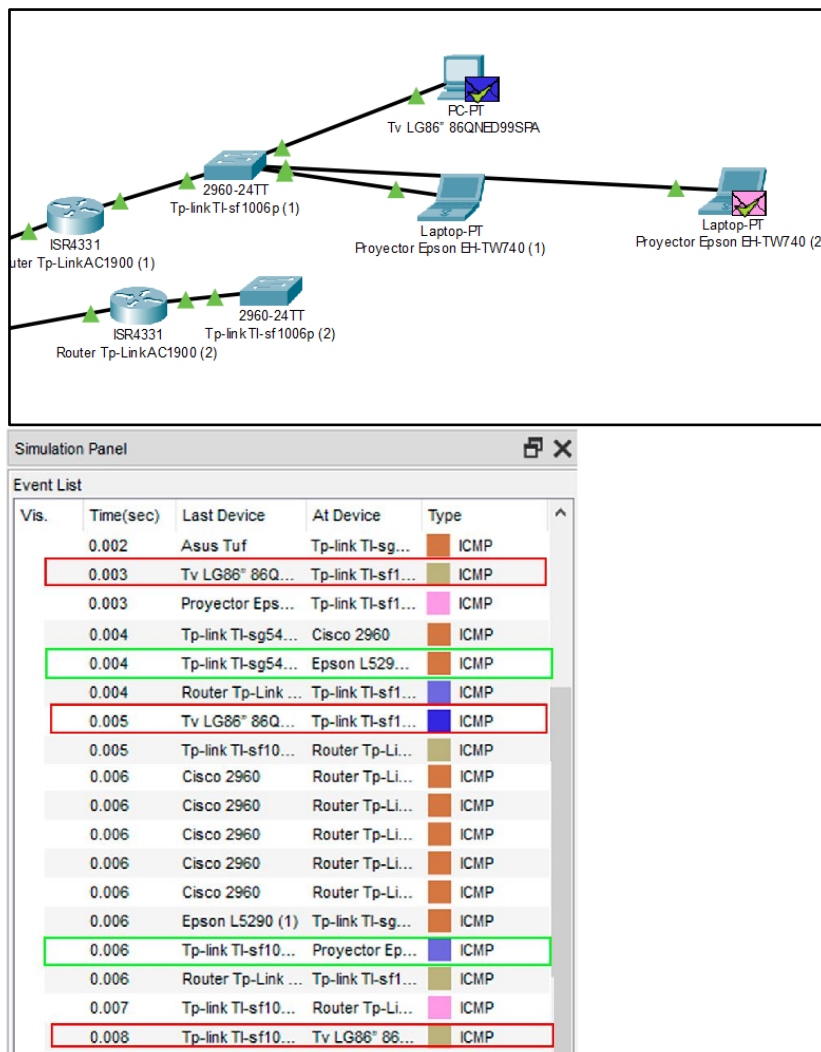 PC-PT
Tv LG86” 86QNED99SPA
2960-24TT
Tp-linkTl-sf1006p (1)
Laptop-PT
Proyector Epson EH-TW740 (1)
Laptop-PT
Proyector Epson EH-TW740 (2
ISR4331
uter Tp-LinkAC1900 (1)
2960-24TT
Tp-linkTl-sf1006p (2)
ISR4331
Router Tp-LinkAC1900 (2)
Simulation Panel
Event List
Vis. Time(sec) Last Device At Device Type
0.002 Asus Tuf Tp-link Tl-sg... ICMP
0.003 Tv LG86” 86Q... Tp-link Tl-sf1... ICMP
0.003 Proyector Eps... Tp-link Tl-sf1... ICMP
0.004 Tp-link Tl-sg54... Cisco 2960 ICMP
0.004 Tp-link Tl-sg54... Epson L529... ICMP
0.004 Router Tp-Link ... Tp-link Tl-sf1... ICMP
0.005 Tv LG86” 86Q... Tp-link Tl-sf1... ICMP
0.005 Tp-link Tl-sf10... Router Tp-Li... ICMP
0.006 Cisco 2960 Router Tp-Li... ICMP
0.006 Cisco 2960 Router Tp-Li... ICMP
0.006 Cisco 2960 Router Tp-Li... ICMP
0.006 Cisco 2960 Router Tp-Li... ICMP
0.006 Cisco 2960 Router Tp-Li... ICMP
0.006 Epson L5290 (1) Tp-link Tl-sg... ICMP
0.006 Tp-link Tl-sf10... Proyector Ep... ICMP
0.006 Router Tp-Link ... Tp-link Tl-sf1... ICMP
0.007 Tp-link Tl-sf10... Router Tp-Li... ICMP
0.008 Tp-link Tl-sf10... Tv LG86” 86... ICMP